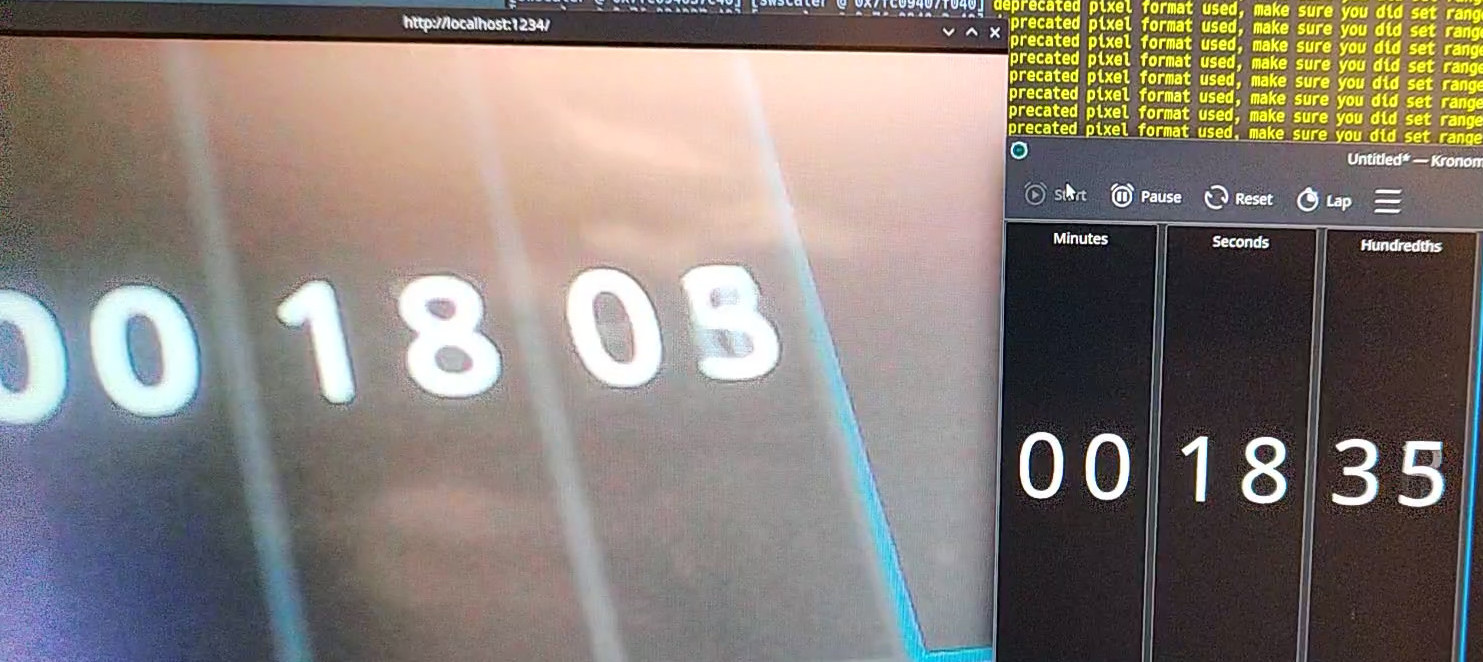 deprecated pixel format used, make sure you did set range
http://localhost:1234/
precated pixel format used, make sure you did set range
precated pixel format used, make sure you did set range
precated pixel format used, make sure you did set range
precated pixel format used, make sure you did set range
precated pixel format used, make sure you did set range
precated pixel format used, make sure you did set range
precated pixel format used, make sure you did set range
Untitled* — Kronom
Start Pause Reset Lap
Minutes Seconds Hundredths
00 18 0
00 18 35